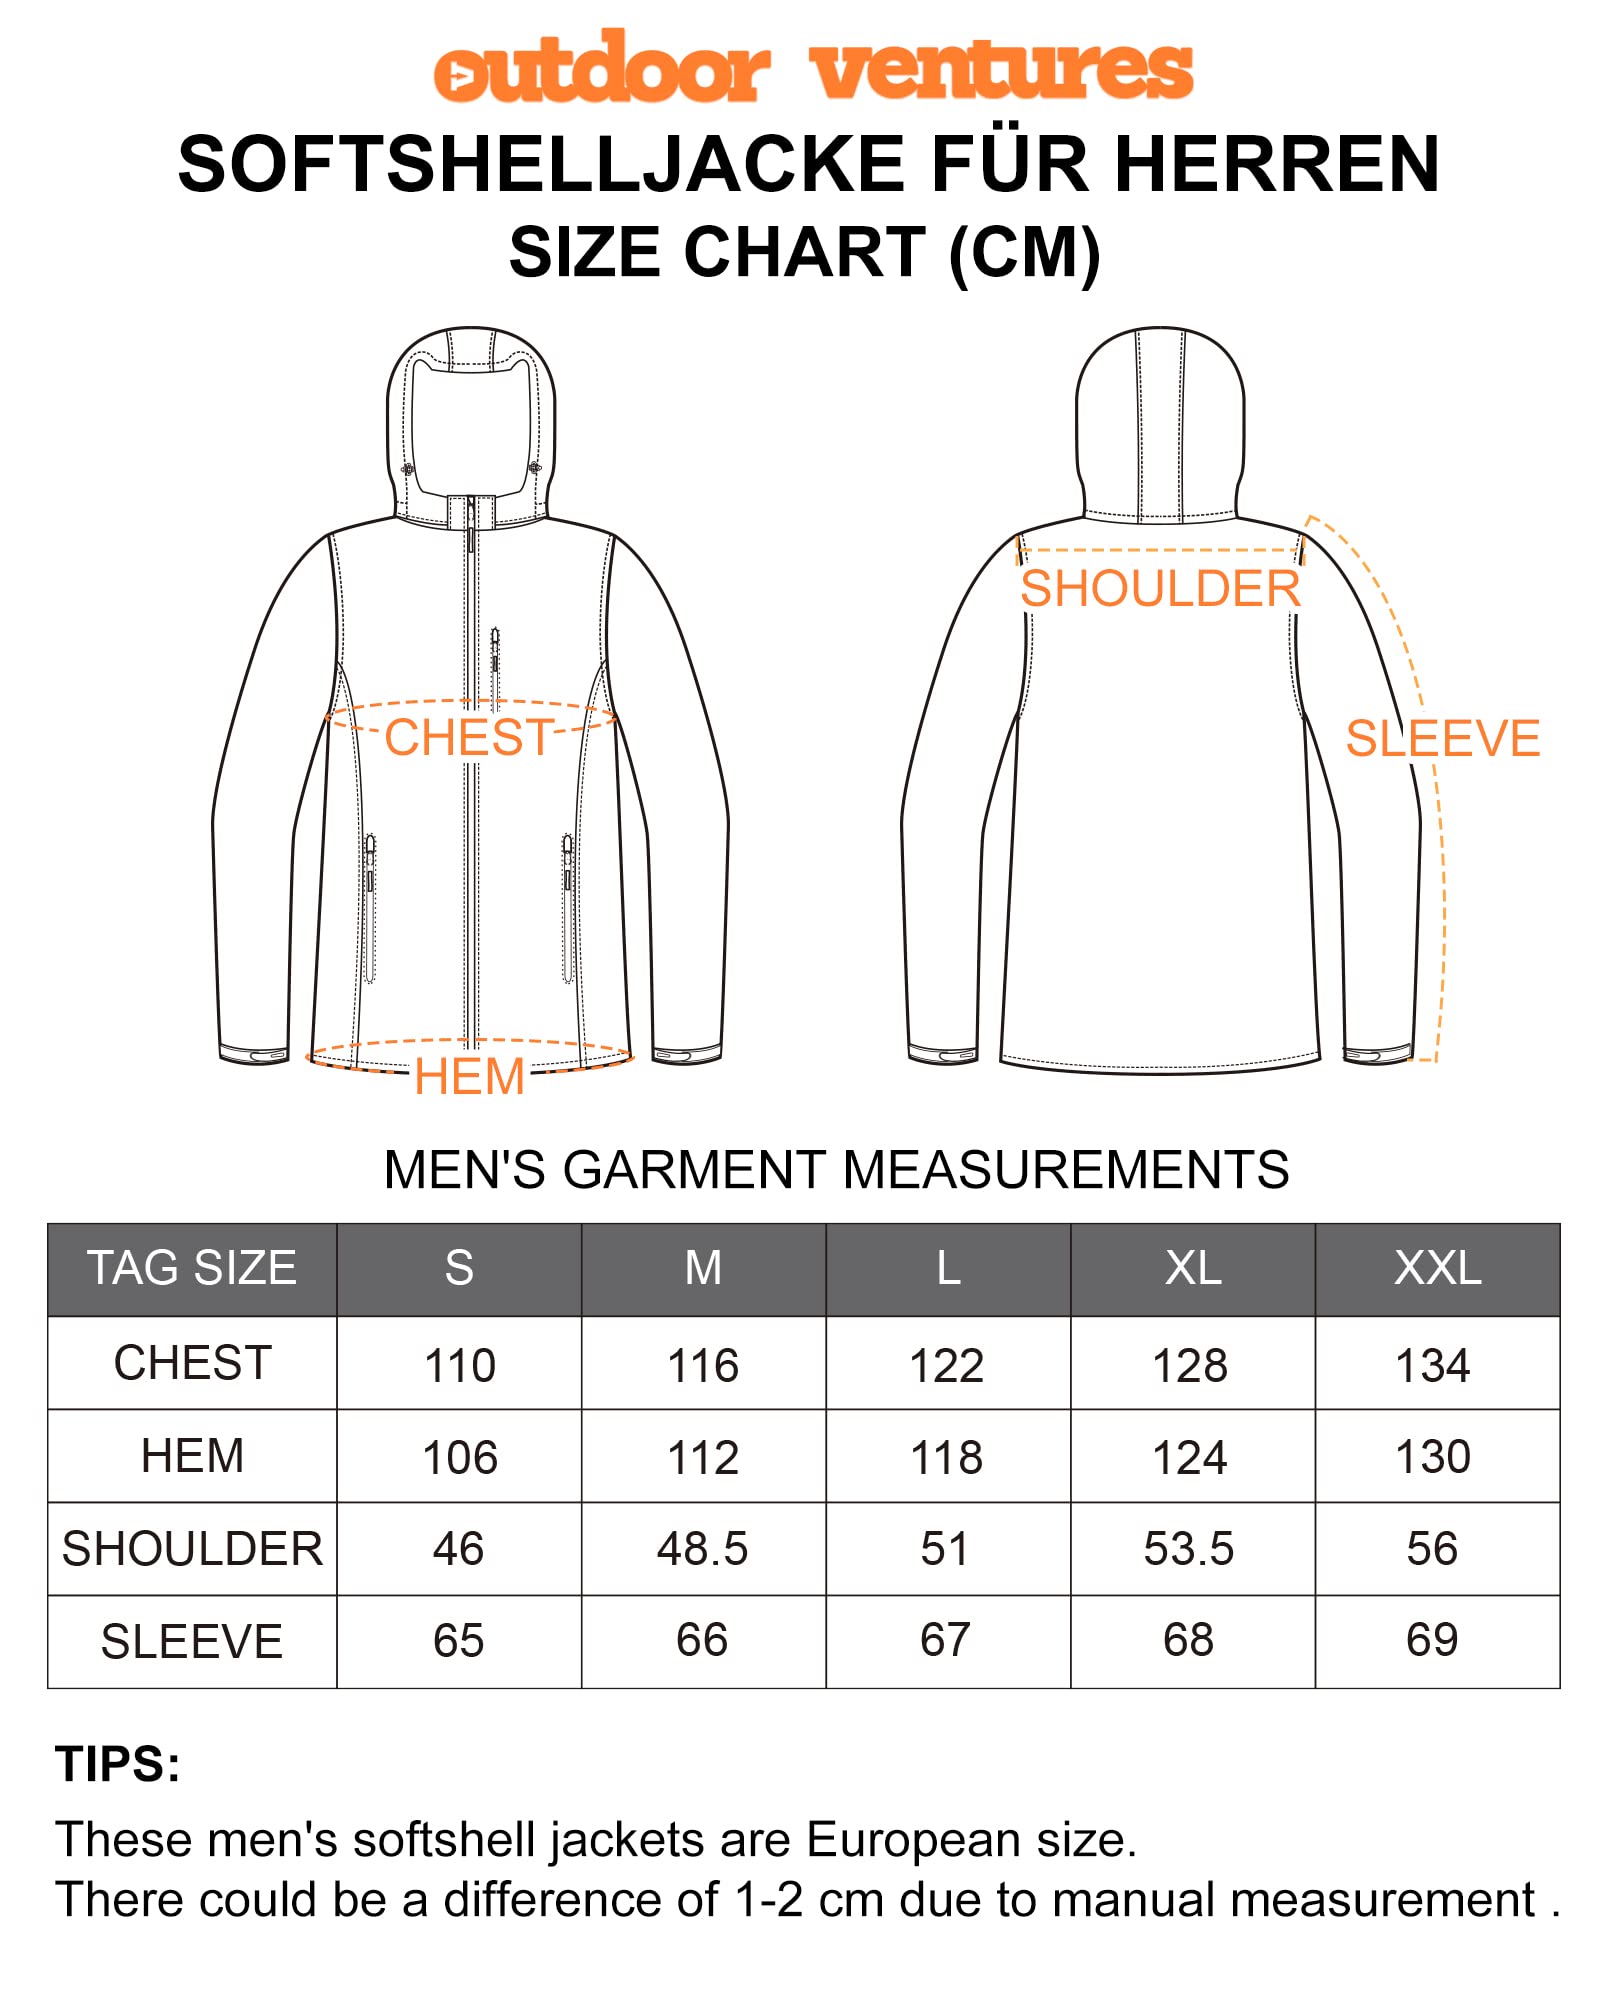 outdoor ventures
SOFTSHELLJACKE FÜR HERREN
SIZE CHART (CM)
SHOULDER
CHEST
SLEEVE
HEM
MEN'S GARMENT MEASUREMENTS
TAG SIZE S M L XL XXL
CHEST 110 116 122 128 134
HEM 106 112 118 124 130
SHOULDER 46 48.5 51 53.5 56
SLEEVE 65 66 67 68 69
TIPS:
These men's softshell jackets are European size.
There could be a difference of 1-2 cm due to manual measurement .